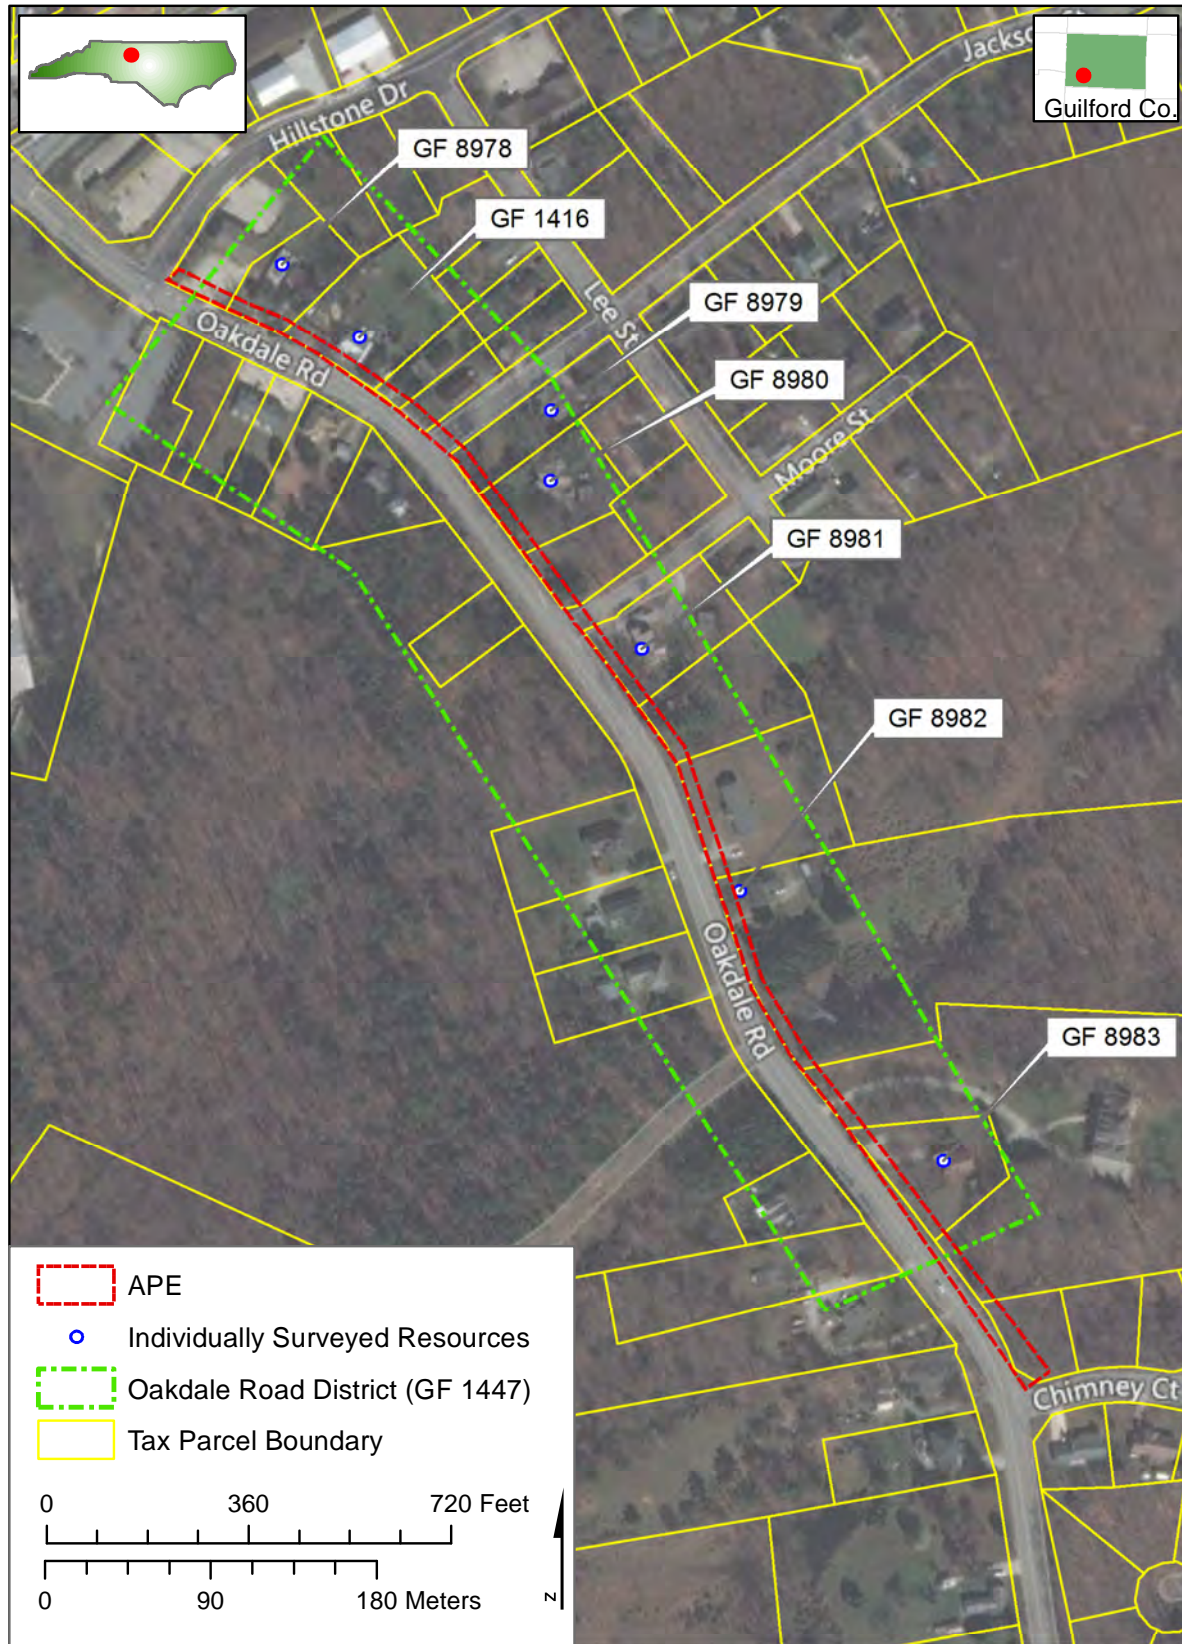 Jackso
Guilford Co.
Hillstone Dr
GF 8978
GF 1416
Lee St
GF 8979
Oakdale Rd
GF 8980
Moore St
GF 8981
GF 8982
Oakdale Rd
GF 8983
Chimney Ct
APE
Individually Surveyed Resources
Oakdale Road District (GF 1447)
Tax Parcel Boundary
0 360 720 Feet
0 90 180 Meters
N